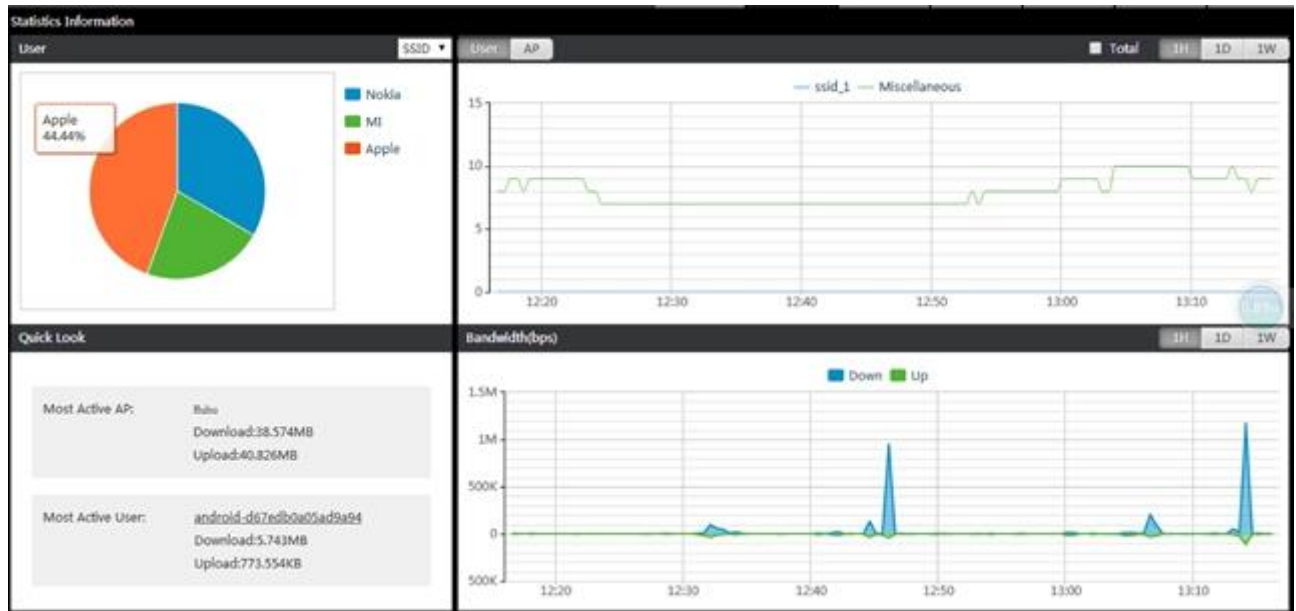 Statistics Information
User
SSID
User AP
Total 1H 1D 1W
Apple
44.44%
Nokia
MI
Apple
ssid_1 Miscellaneous
15
10
5
0
12:20 12:30 12:40 12:50 13:00 13:10
Quick Look
Most Active AP:
Download:38.574MB
Upload:40.826MB
Most Active User: android-d67edb0a05ad9a94
Download:5.743MB
Upload:773.554KB
Bandwidth(bps)
1H 1D 1W
Down Up
1.5M
1M
500K
0
500K
12:20 12:30 12:40 12:50 13:00 13:10